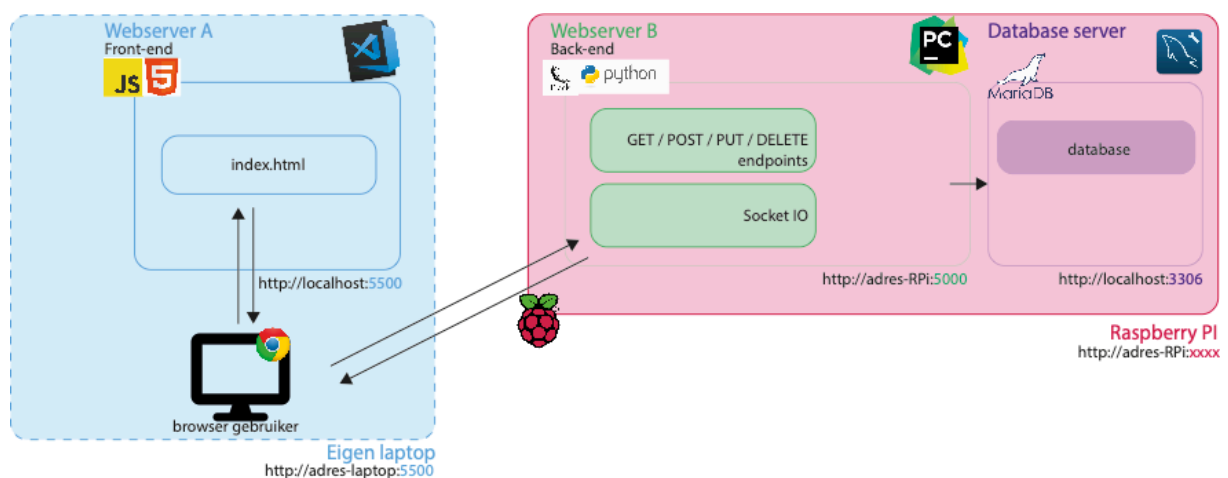 Webserver A
Front-end
JS
5
index.html
http://localhost:5500
browser gebruiker
Eigen laptop
http://adres-laptop:5500
Webserver B
Back-end
python
PC
GET / POST / PUT / DELETE
endpoints
Socket IO
http://adres-RPi:5000
Database server
MariaDB
database
http://localhost:3306
Raspberry PI
http://adres-RPi:xxxx